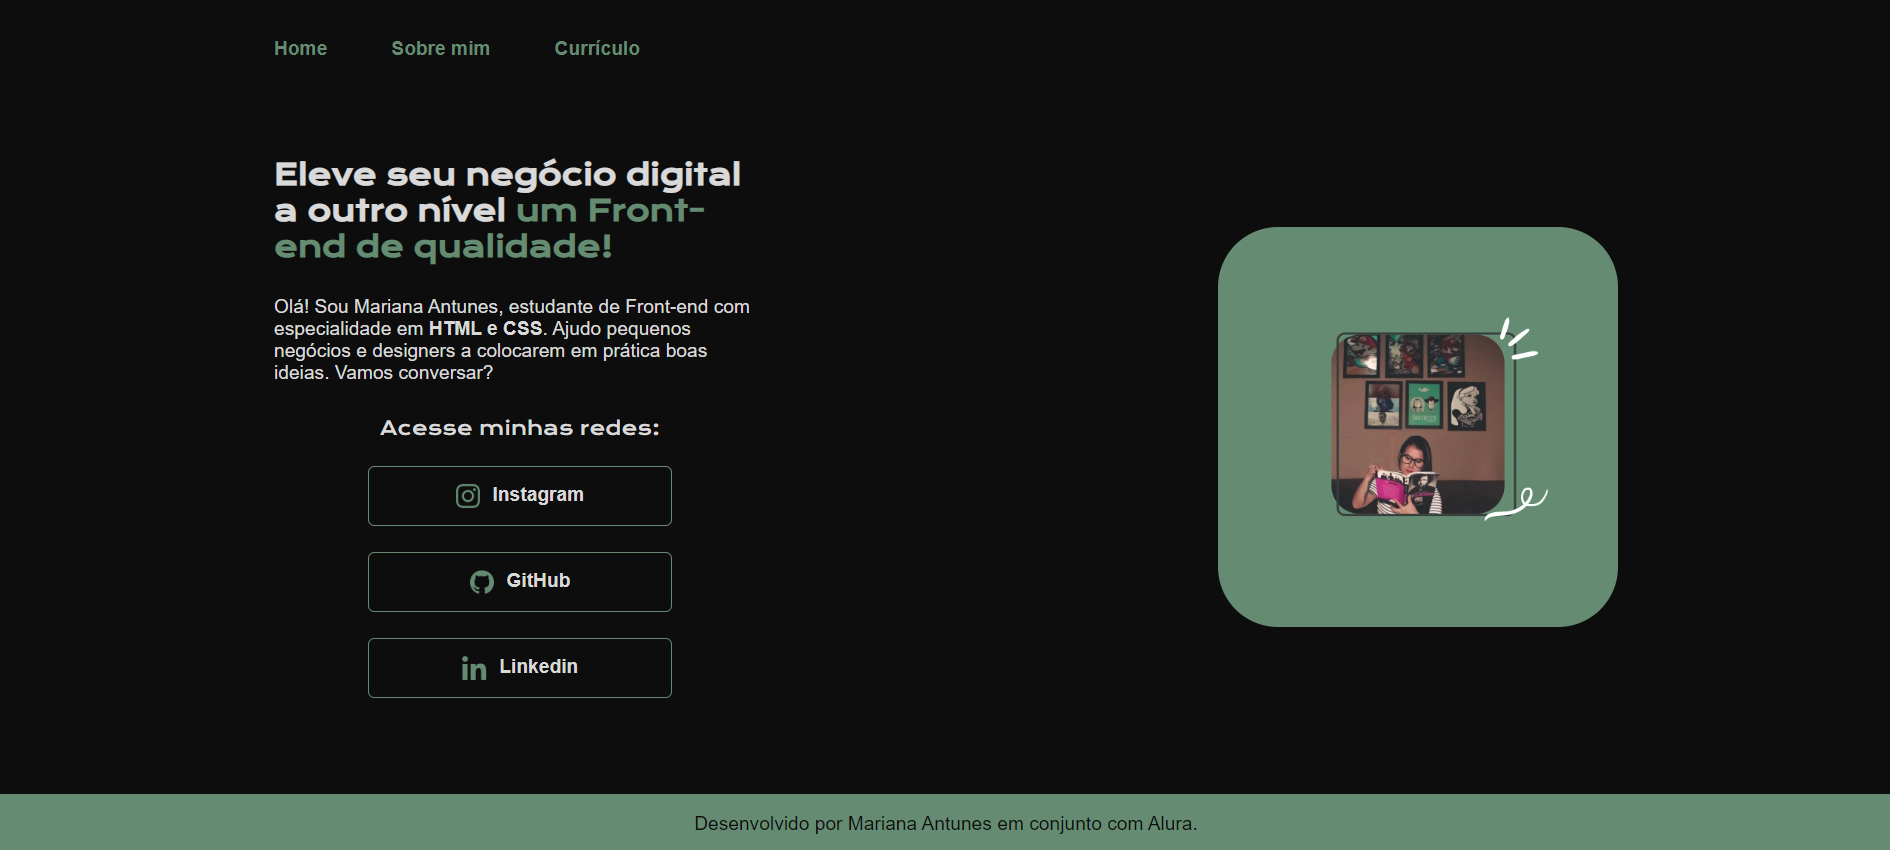 Home
Sobre mim
Currículo
Eleve seu negócio digital
a outro nível um Front-
end de qualidade!
Olá! Sou Mariana Antunes, estudante de Front-end com
especialidade em HTML e CSS. Ajudo pequenos
negócios e designers a colocarem em prática boas
ideias. Vamos conversar?
Acesse minhas redes:
Instagram
GitHub
Linkedin
Desenvolvido por Mariana Antunes em conjunto com Alura.